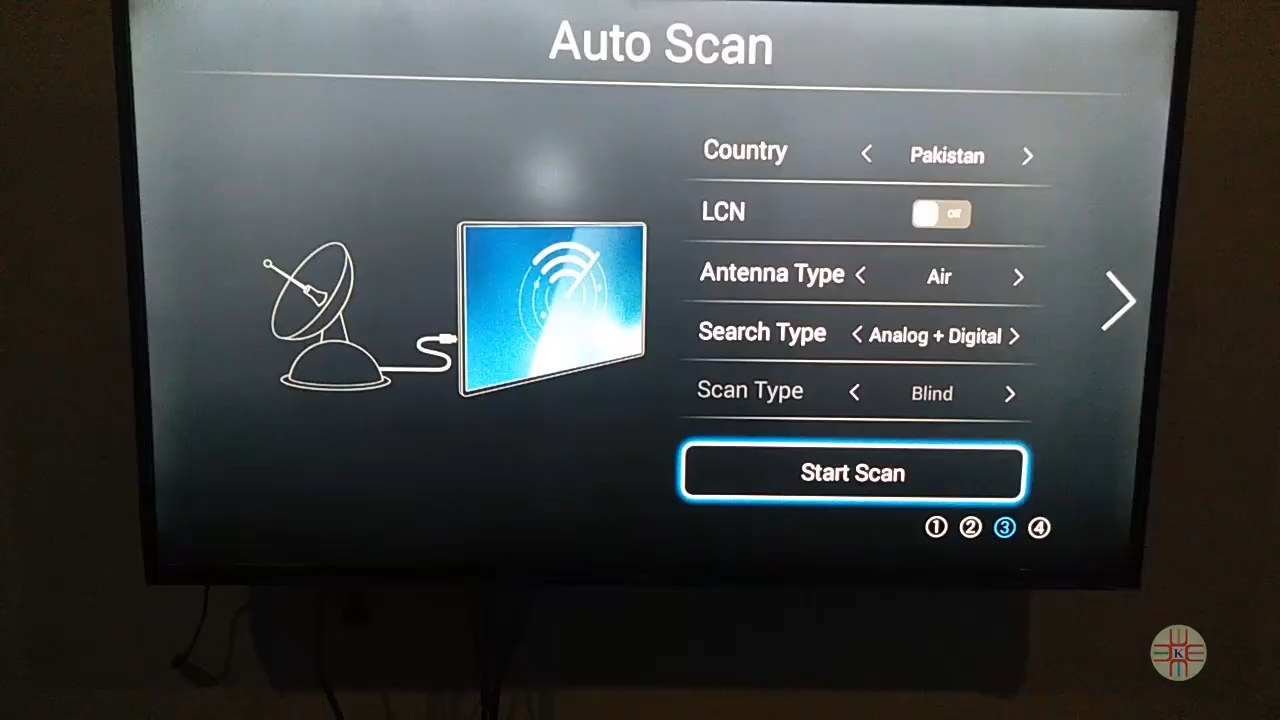 Auto Scan
Country < Pakistan >
LCN Off
Antenna Type < Air >
Search Type < Analog + Digital >
Scan Type < Blind >
Start Scan
① ② ③ ④
K